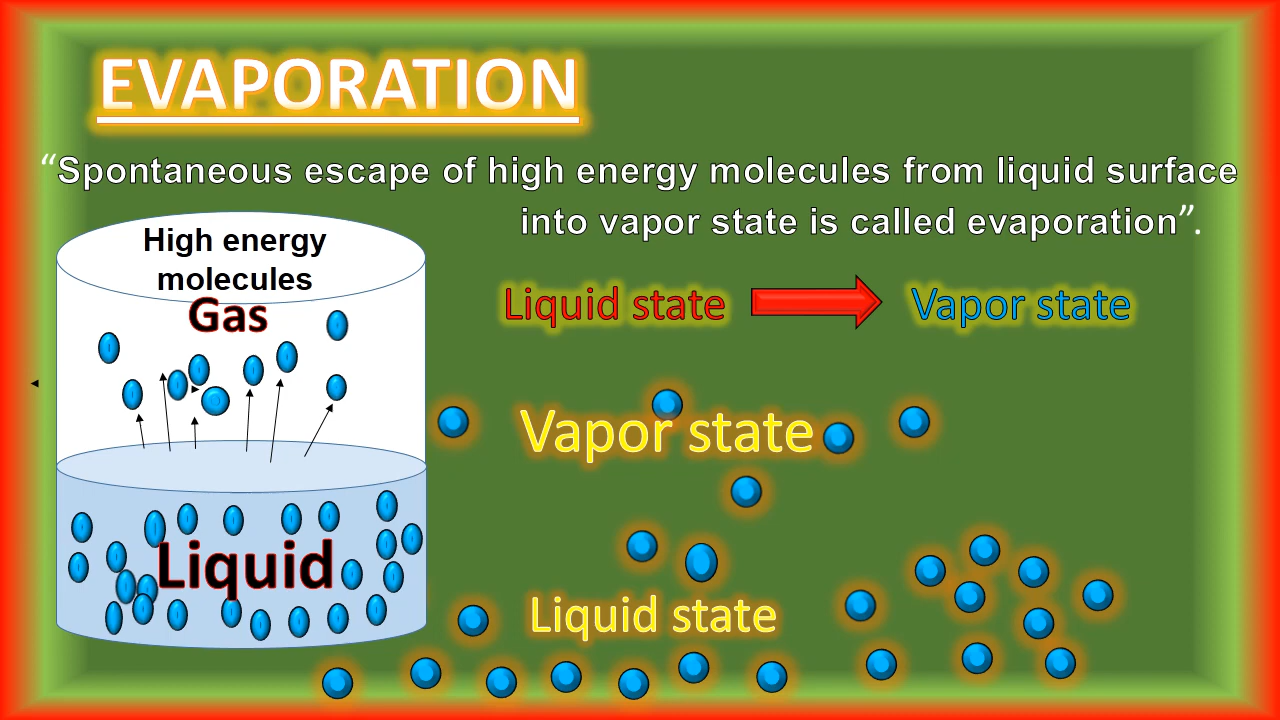 EVAPORATION
“Spontaneous escape of high energy molecules from liquid surface
into vapor state is called evaporation”.
High energy
molecules
Gas
Liquid
Liquid state
Vapor state
Vapor state
Liquid state